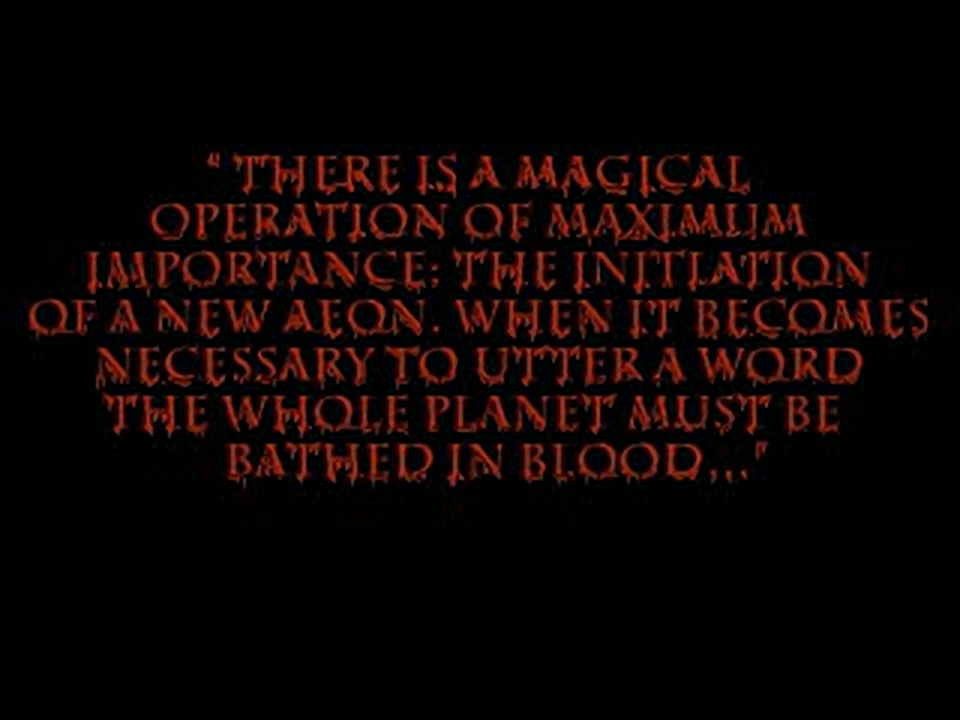 " THERE IS A MAGICAL
OPERATION OF MAXIMUM
IMPORTANCE: THE INITIATION
OF A NEW AEON. WHEN IT BECOMES
NECESSARY TO UTTER A WORD
THE WHOLE PLANET MUST BE
BATHED IN BLOOD..."